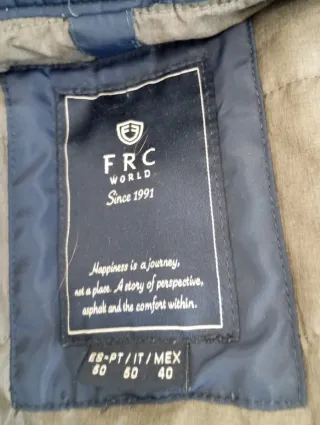 FRC
WORLD
Since 1991
Happiness is a journey,
not a place. A story of perspective,
asphalt and the comfort within.
ES-PT/IT/MEX
50 50 40